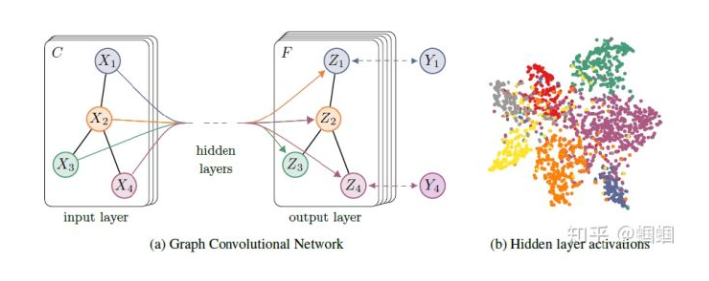 C
X₁
X₂
X₃
X₄
input layer
hidden
layers
F
Z₁
Z₂
Z₃
Z₄
output layer
Y₁
Y₄
(a) Graph Convolutional Network
(b) Hidden layer activations
知乎 @蝈蝈